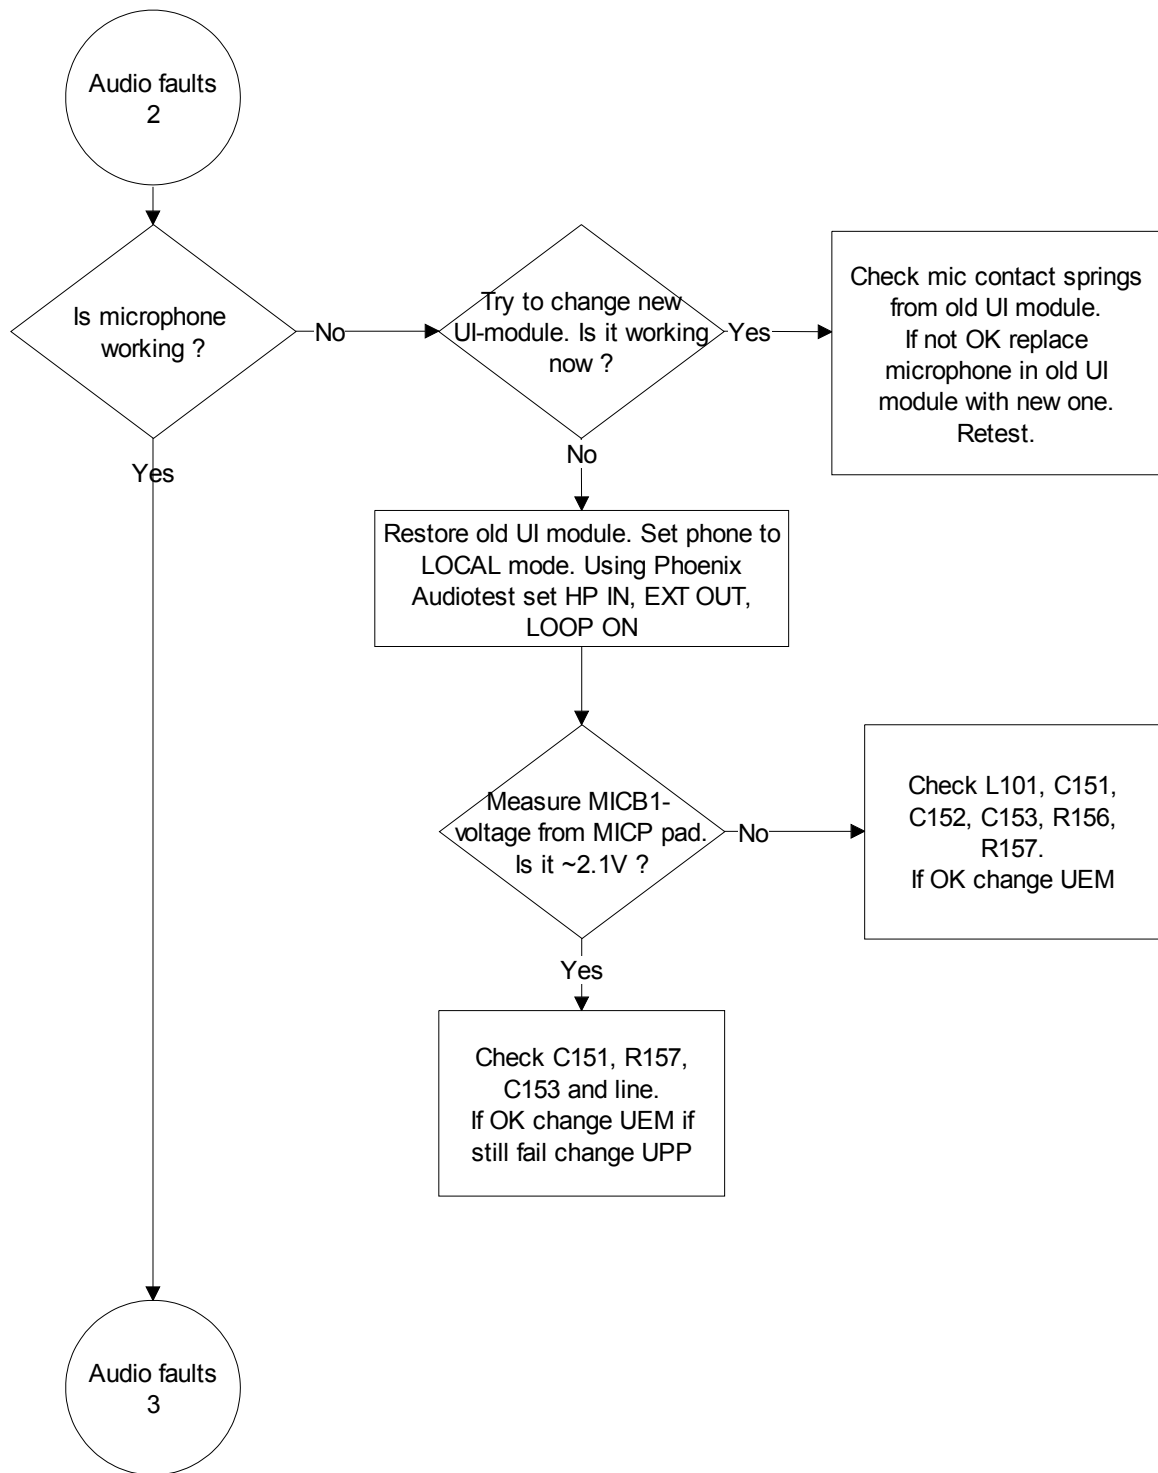 Audio faults
2
Is microphone
working ?
No
Try to change new
UI-module. Is it working
now ?
Yes
Check mic contact springs
from old UI module.
If not OK replace
microphone in old UI
module with new one.
Retest.
Yes
No
Restore old UI module. Set phone to
LOCAL mode. Using Phoenix
Audiotest set HP IN, EXT OUT,
LOOP ON
Measure MICB1-
voltage from MICP pad.
Is it ~2.1V ?
No
Check L101, C151,
C152, C153, R156,
R157.
If OK change UEM
Yes
Check C151, R157,
C153 and line.
If OK change UEM if
still fail change UPP
Audio faults
3